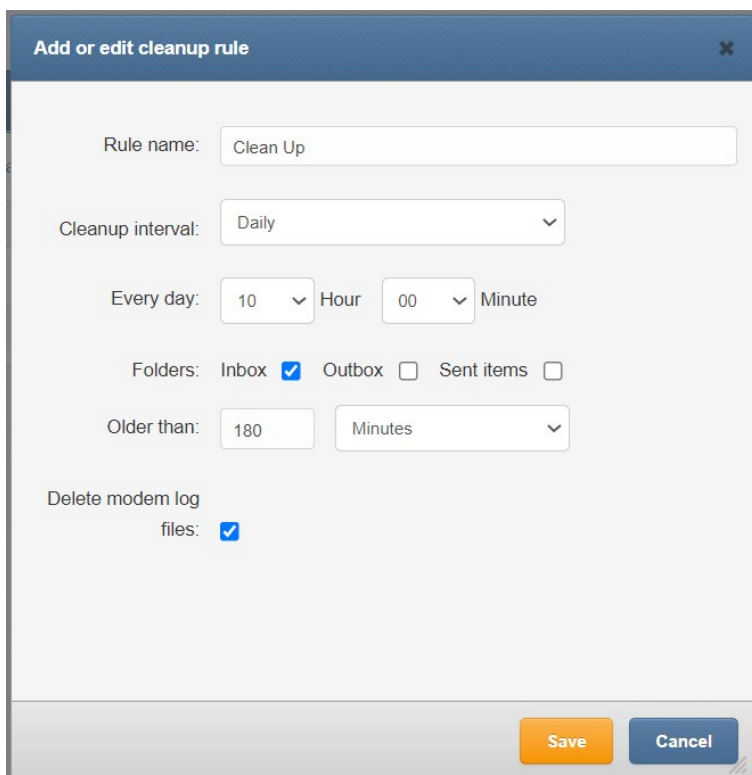 Add or edit cleanup rule
Rule name: Clean Up
Cleanup interval: Daily
Every day: 10 Hour 00 Minute
Folders: Inbox Outbox Sent items
Older than: 180 Minutes
Delete modem log
files:
Save Cancel